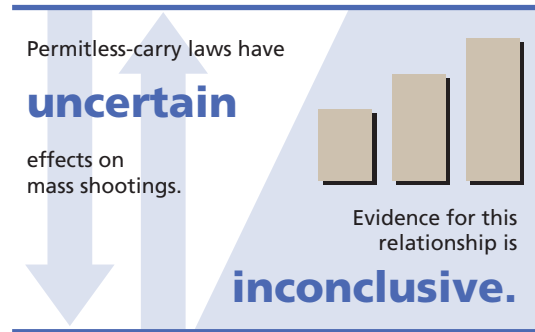 Permitless-carry laws have
uncertain
effects on
mass shootings.
Evidence for this
relationship is
inconclusive.